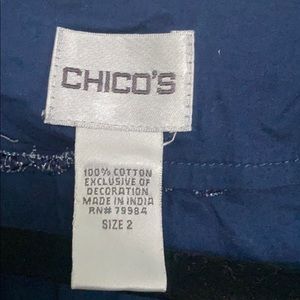 CHICO'S
100% COTTON
EXCLUSIVE OF
DECORATION
MADE IN INDIA
RN# 79984
SIZE 2